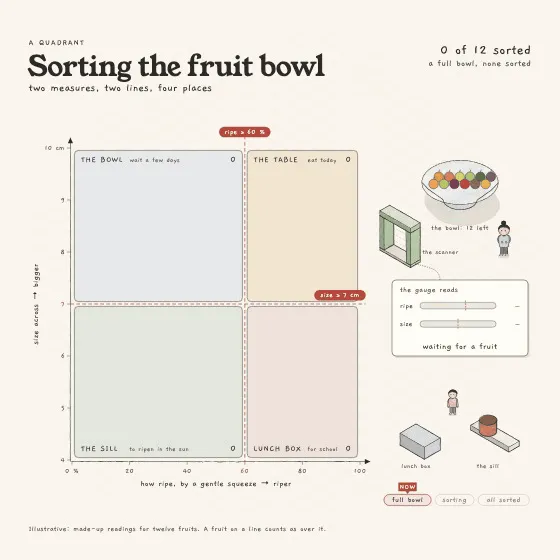 A QUADRANT
Sorting the fruit bowl
two measures, two lines, four places
0 of 12 sorted
a full bowl, none sorted
ripe ≥ 60 %
10 cm
9
8
7
6
5
4
size across → bigger
THE BOWL wait a few days 0
THE TABLE eat today 0
size ≥ 7 cm
THE SILL to ripen in the sun 0
LUNCH BOX for school 0
0 %
20
40
60
80
100
how ripe, by a gentle squeeze → riper
the bowl: 12 left
the scanner
the gauge reads
ripe –
size –
waiting for a fruit
lunch box
the sill
NOW
full bowl
sorting
all sorted
Illustrative: made-up readings for twelve fruits. A fruit on a line counts as over it.